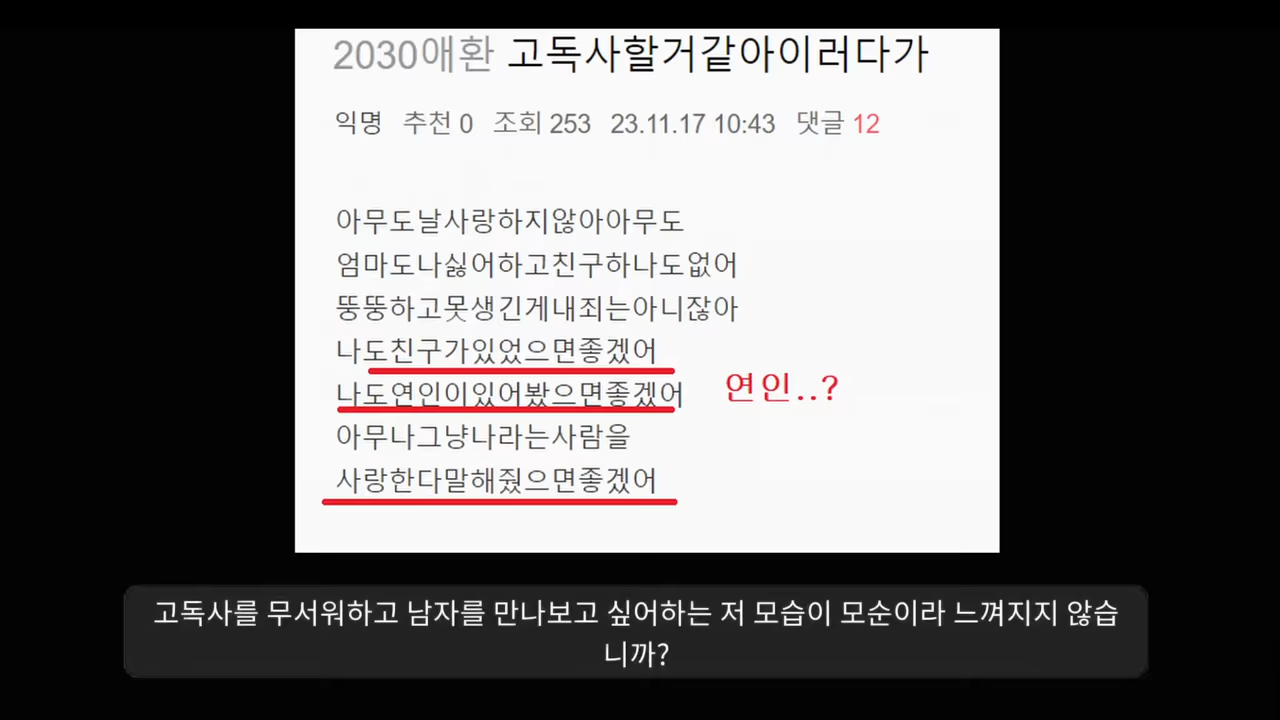 2030애환 고독사할거같아이러다가
익명 추천 0 조회 253 23.11.17 10:43 댓글 12
아무도날사랑하지않아아무도
엄마도나싫어하고친구하나도없어
뚱뚱하고못생긴게내죄는아니잖아
나도친구가있었으면좋겠어
나도연인이있어봤으면좋겠어 연인..?
아무나그냥나라는사람을
사랑한다말해줬으면좋겠어
고독사를 무서워하고 남자를 만나보고 싶어하는 저 모습이 모순이라 느껴지지 않습
니까?